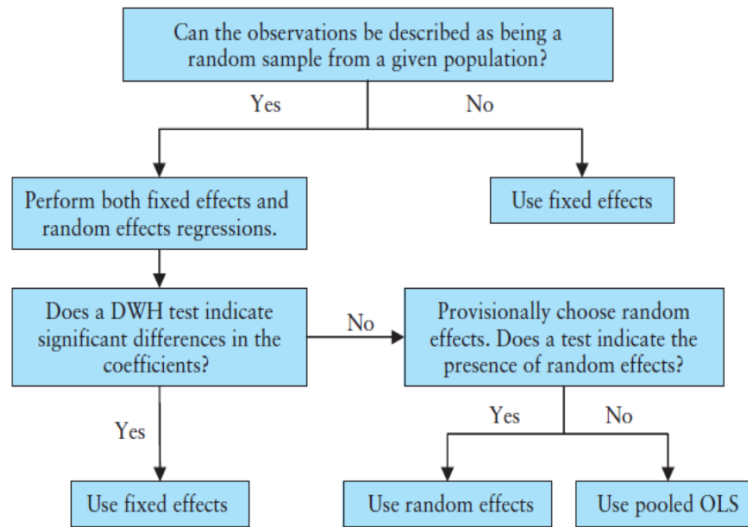 Can the observations be described as being a
random sample from a given population?
Yes
No
Perform both fixed effects and
random effects regressions.
Use fixed effects
Does a DWH test indicate
significant differences in the
coefficients?
No
Provisionally choose random
effects. Does a test indicate the
presence of random effects?
Yes
Yes
No
Use fixed effects
Use random effects
Use pooled OLS